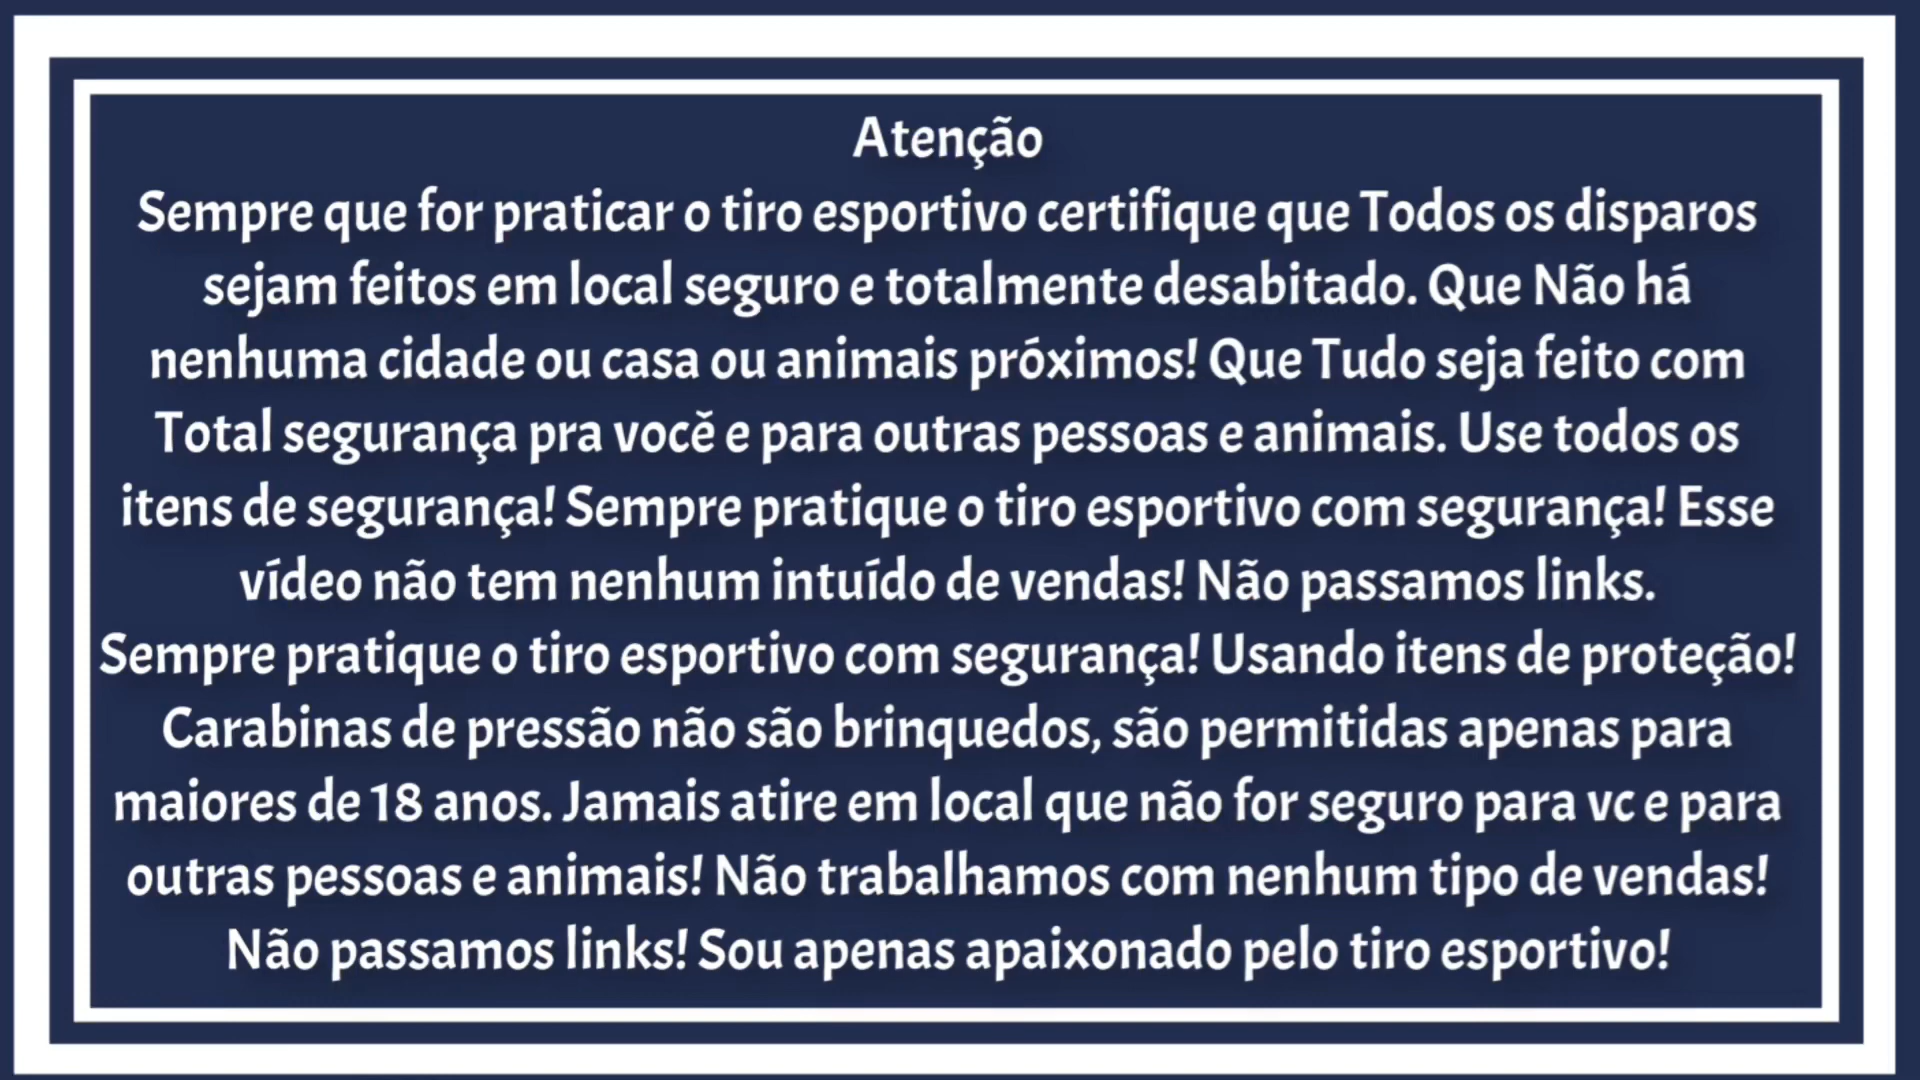 Atenção
Sempre que for praticar o tiro esportivo certifique que Todos os disparos
sejam feitos em local seguro e totalmente desabitado. Que Não há
nenhuma cidade ou casa ou animais próximos! Que Tudo seja feito com
Total segurança pra você e para outras pessoas e animais. Use todos os
itens de segurança! Sempre pratique o tiro esportivo com segurança! Esse
vídeo não tem nenhum intuído de vendas! Não passamos links.
Sempre pratique o tiro esportivo com segurança! Usando itens de proteção!
Carabinas de pressão não são brinquedos, são permitidas apenas para
maiores de 18 anos. Jamais atire em local que não for seguro para vc e para
outras pessoas e animais! Não trabalhamos com nenhum tipo de vendas!
Não passamos links! Sou apenas apaixonado pelo tiro esportivo!